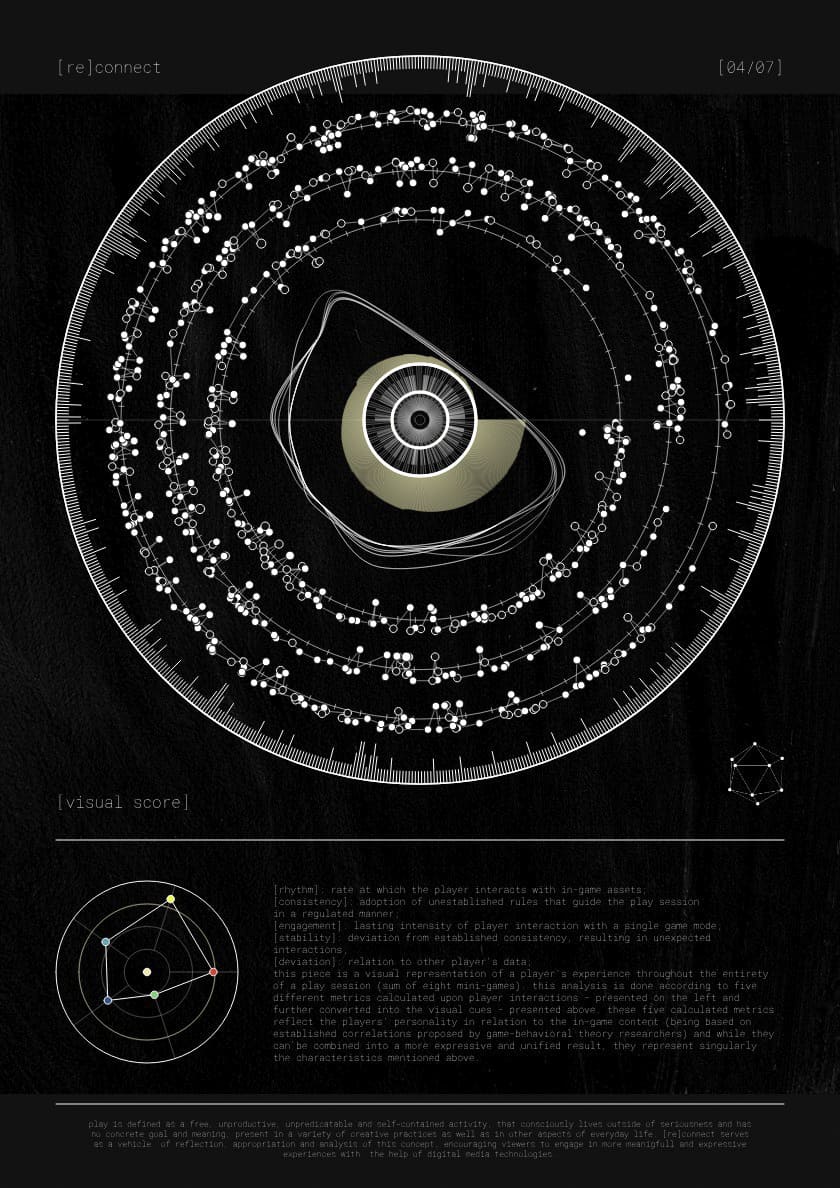 [re]connect
[04/07]
[visual score]
[rhythm]: rate at which the player interacts with in-game assets;
[consistency]: adoption of unestablished rules that guide the play session
in a regulated manner;
[engagement]: lasting intensity of player interaction with a single game mode;
[stability]: deviation from established consistency, resulting in unexpected
interactions;
[deviation]: relation to other player's data;
this piece is a visual representation of a player's experience throughout the entirety
of a play session (sum of eight mini-games). this analysis is done according to five
different metrics calculated upon player interactions - presented on the left and
further converted into the visual cues - presented above. these five calculated metrics
reflect the players' personality in relation to the in-game content (being based on
established correlations proposed by game-behavioral theory researchers) and while they
can be combined into a more expressive and unified result, they represent singularly
the characteristics mentioned above.
play is defined as a free, unproductive, unpredicatable and self-contained activity, that consciously lives outside of seriousness and has
no concrete goal and meaning, present in a variety of creative practices as well as in other aspects of everyday life. [re]connect serves
as a vehicle of reflection, appropriation and analysis of this concept, encouraging viewers to engage in more meanigfull and expressive
experiences with the help of digital media technologies